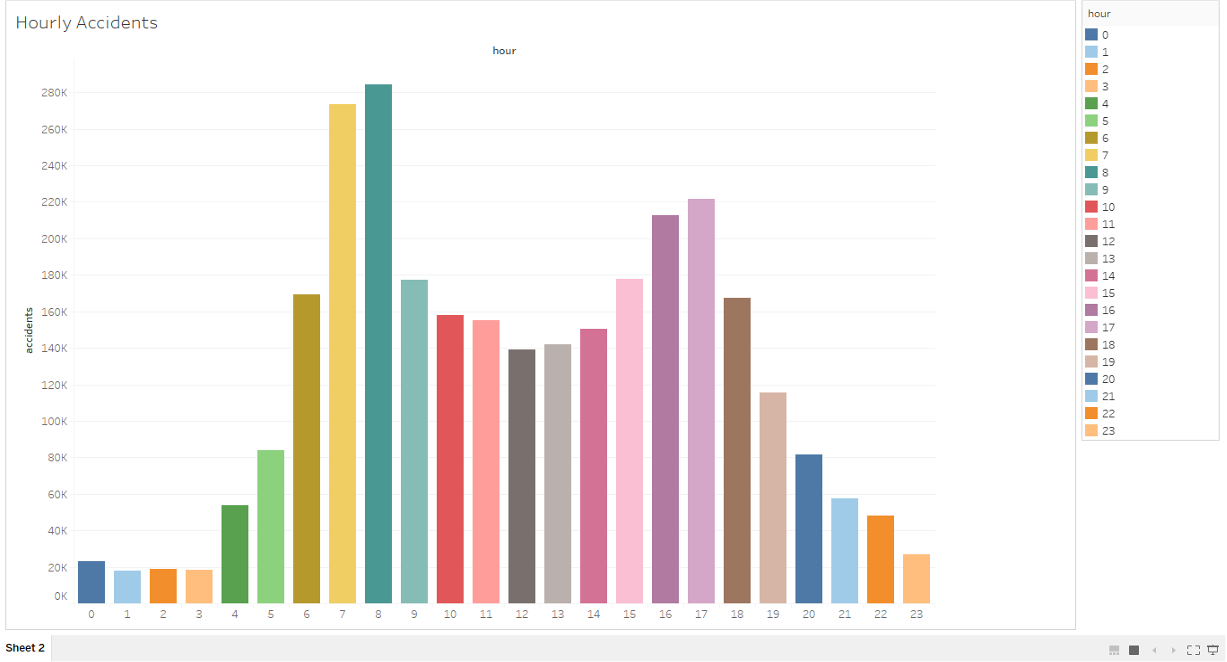 Hourly Accidents
hour
280K
260K
240K
220K
200K
180K
160K
140K
120K
100K
80K
60K
40K
20K
0K
accidents
0 1 2 3 4 5 6 7 8 9 10 11 12 13 14 15 16 17 18 19 20 21 22 23
hour
0
1
2
3
4
5
6
7
8
9
10
11
12
13
14
15
16
17
18
19
20
21
22
23
Sheet 2